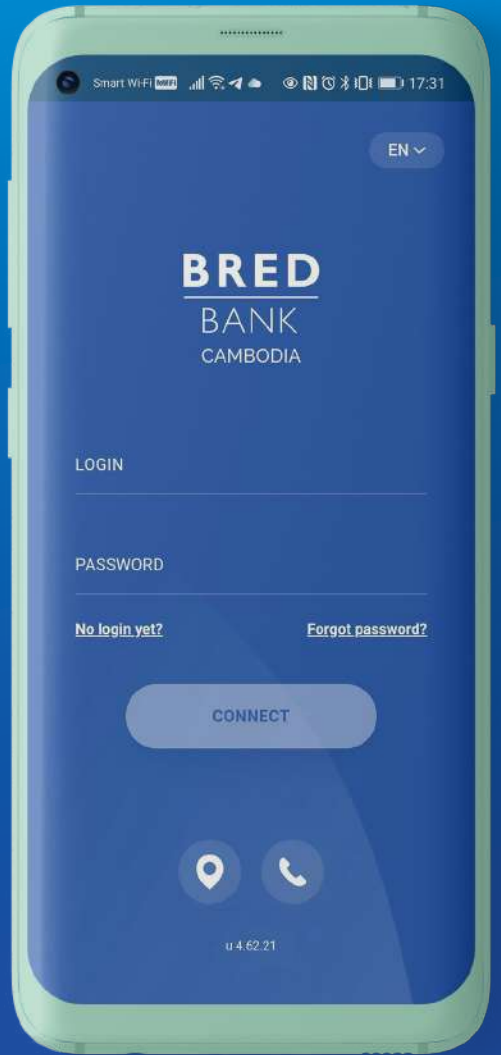 Smart Wi-Fi WiFi 17:31
EN
BRED
BANK
CAMBODIA
LOGIN
PASSWORD
No login yet? Forgot password?
CONNECT
u 4.62.21